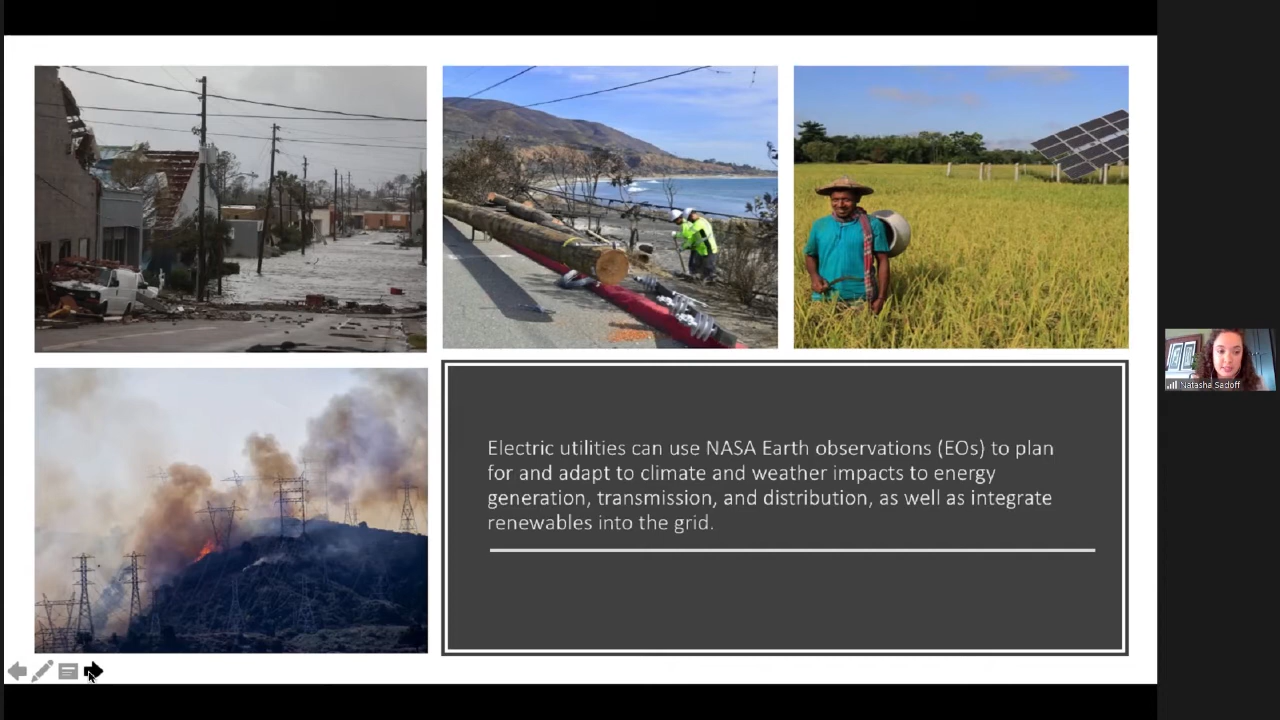 Electric utilities can use NASA Earth observations (EOs) to plan
for and adapt to climate and weather impacts to energy
generation, transmission, and distribution, as well as integrate
renewables into the grid.
Natasha Sadoff